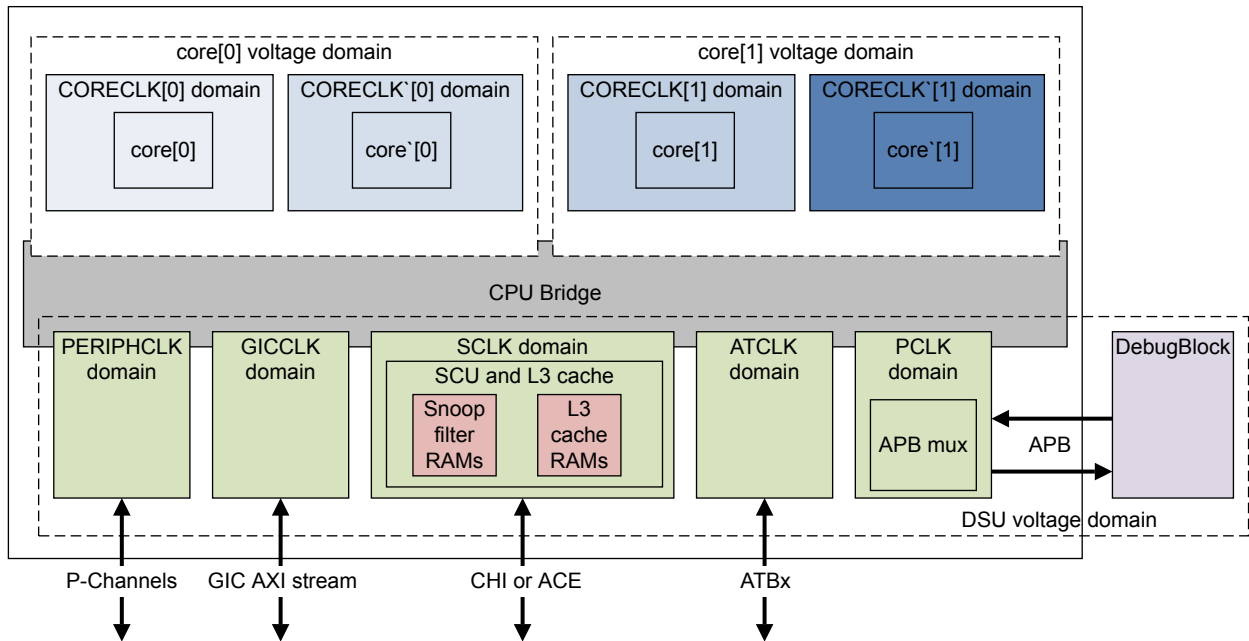 core[0] voltage domain
core[1] voltage domain
CORECLK[0] domain
CORECLK`[0] domain
CORECLK[1] domain
CORECLK`[1] domain
core[0]
core`[0]
core[1]
core`[1]
CPU Bridge
PERIPHCLK
domain
GICCLK
domain
SCLK domain
SCU and L3 cache
Snoop
filter
RAMs
L3
cache
RAMs
ATCLK
domain
PCLK
domain
APB mux
APB
DebugBlock
DSU voltage domain
P-Channels
GIC AXI stream
CHI or ACE
ATBx